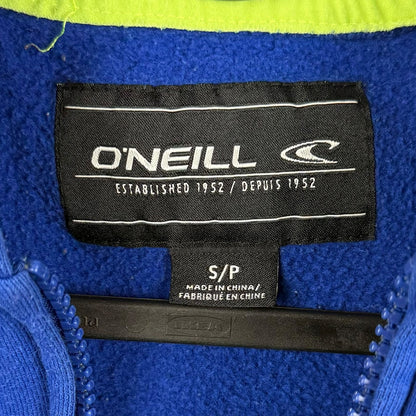 O'NEILL
ESTABLISHED 1952 / DEPUIS 1952
S/P
MADE IN CHINA/
FABRIQUÉ EN CHINE